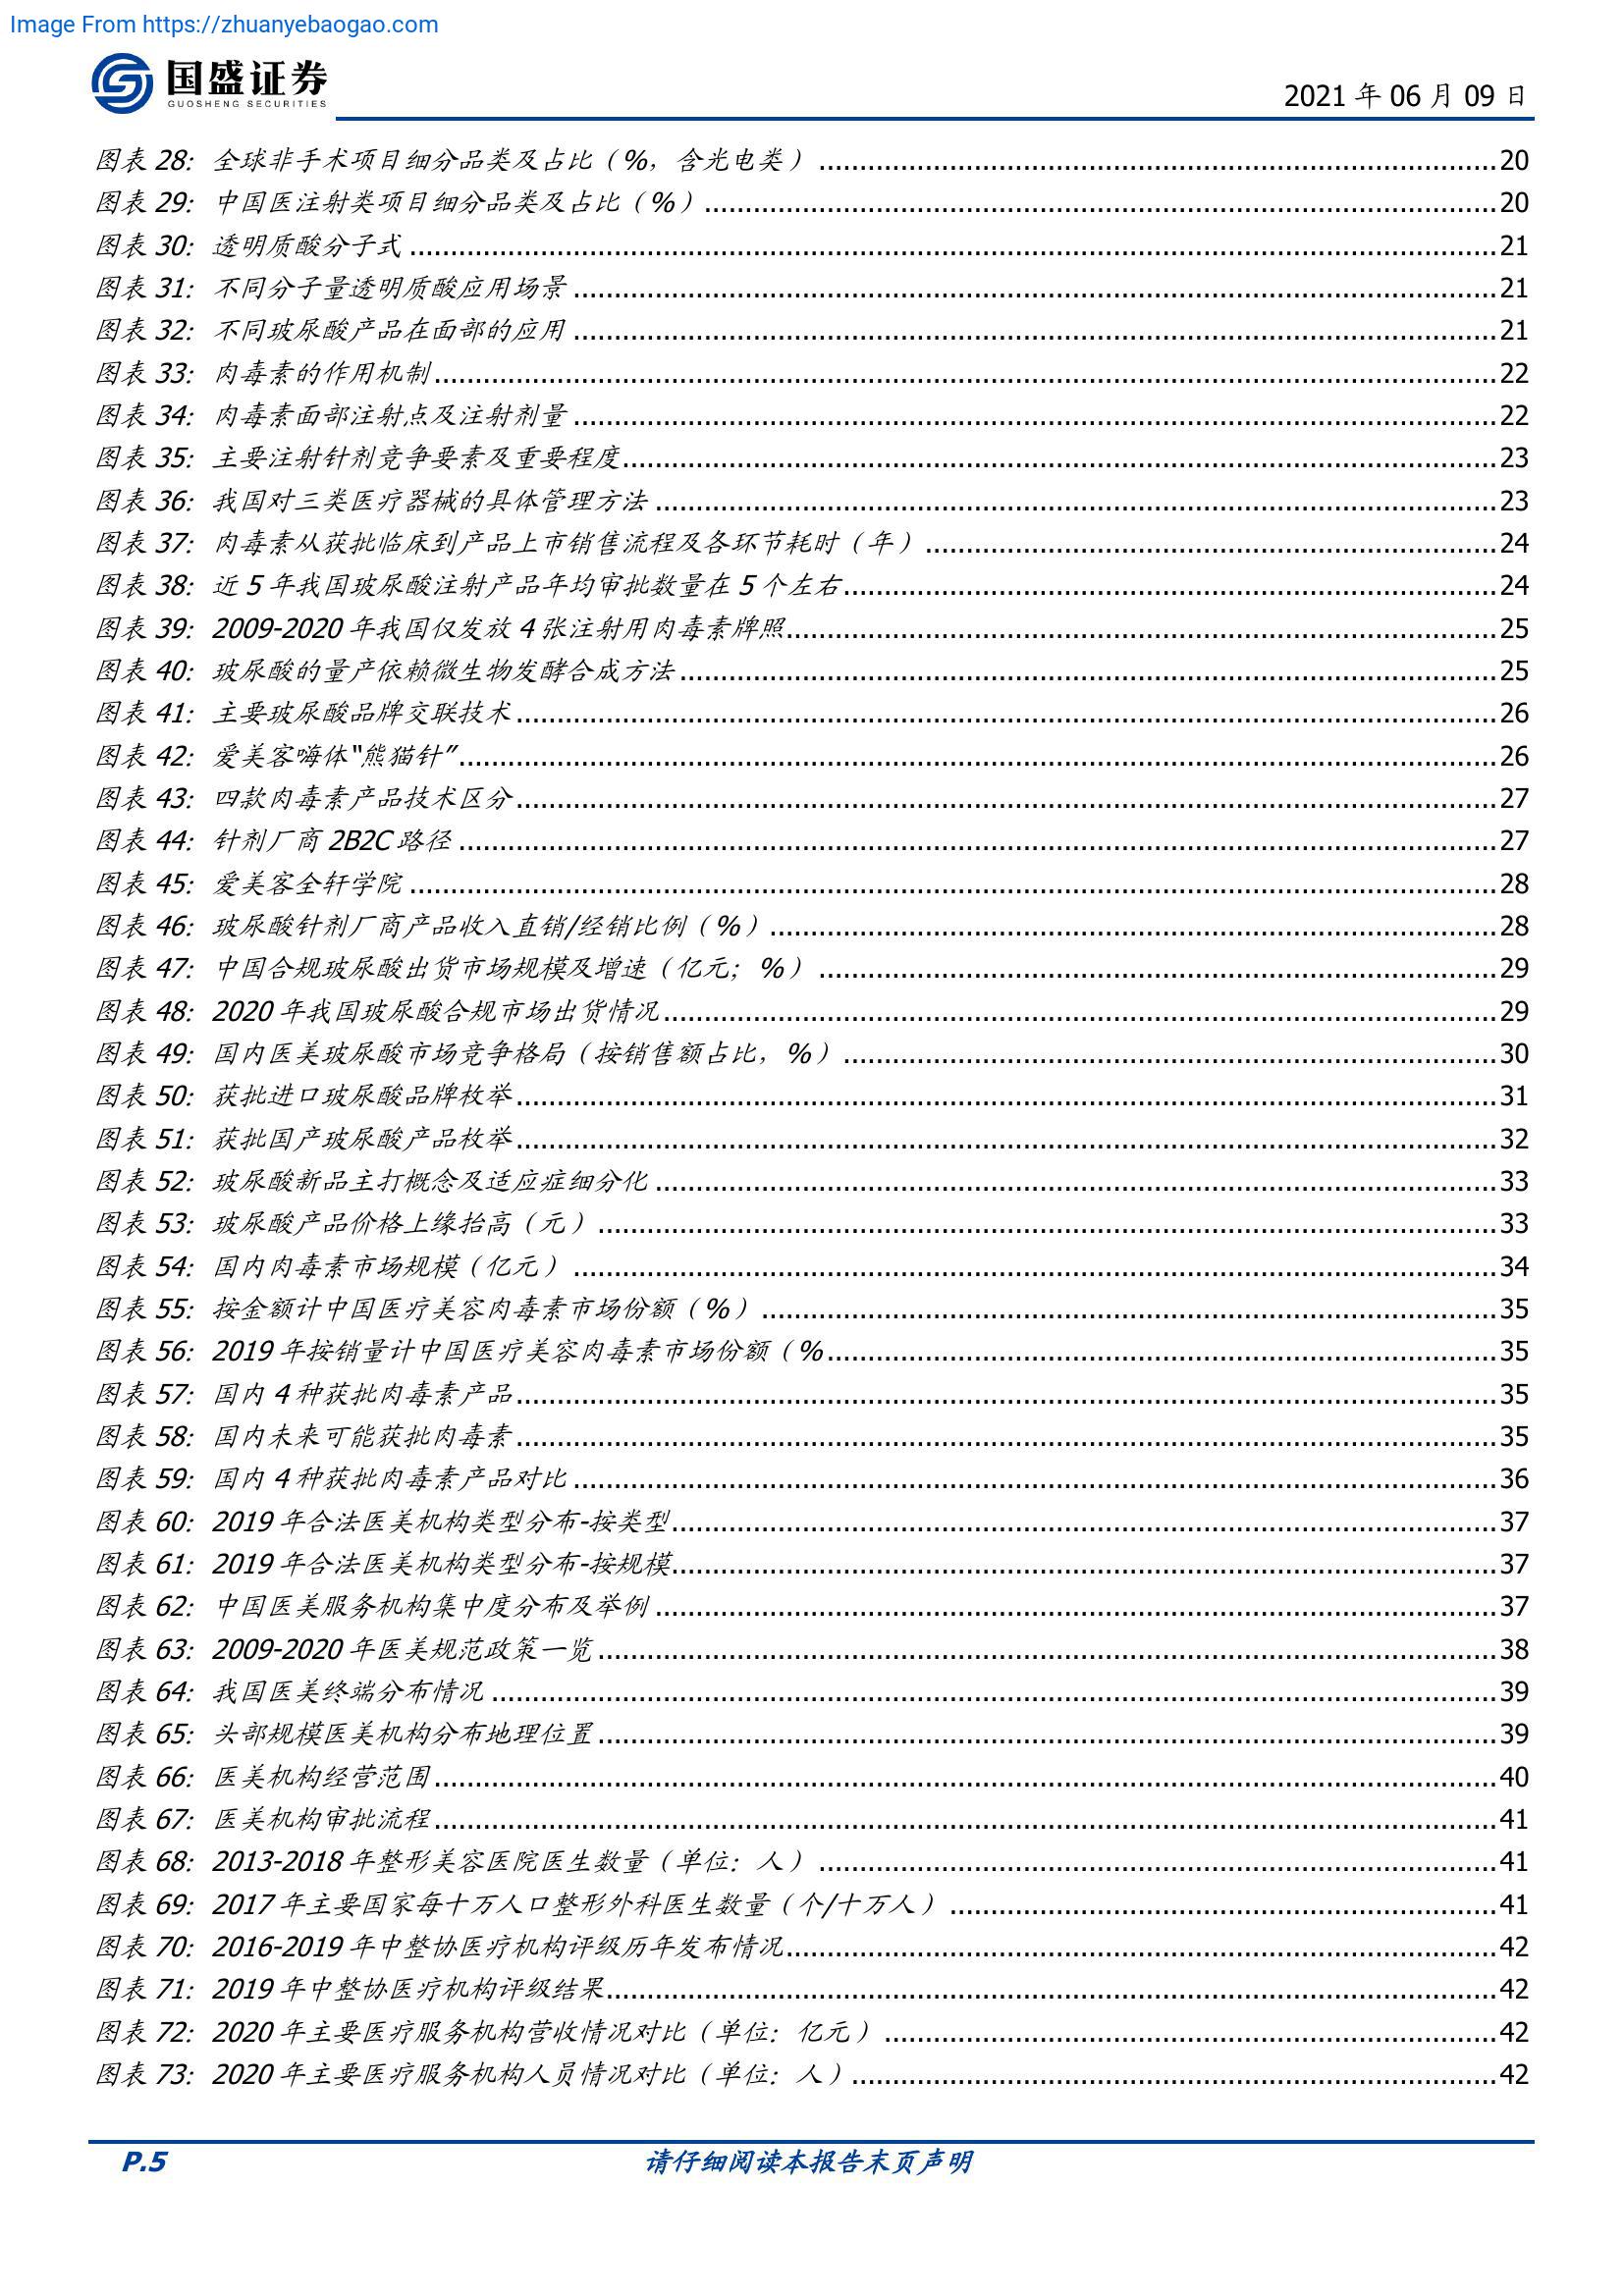 Image From https://zhuanyebaogao.com
国盛证券
GUOSHENG SECURITIES
2021 年 06 月 09 日
图表 28：全球非手术项目细分品类及占比（%，含光电类）....................20
图表 29：中国医注射类项目细分品类及占比（%）....................20
图表 30：透明质酸分子式....................21
图表 31：不同分子量透明质酸应用场景....................21
图表 32：不同玻尿酸产品在面部的应用....................21
图表 33：肉毒素的作用机制....................22
图表 34：肉毒素面部注射点及注射剂量....................22
图表 35：主要注射针剂竞争要素及重要程度....................23
图表 36：我国对三类医疗器械的具体管理方法....................23
图表 37：肉毒素从获批临床到产品上市销售流程及各环节耗时（年）....................24
图表 38：近 5 年我国玻尿酸注射产品年均审批数量在 5 个左右....................24
图表 39：2009-2020 年我国仅发放 4 张注射用肉毒素牌照....................25
图表 40：玻尿酸的量产依赖微生物发酵合成方法....................25
图表 41：主要玻尿酸品牌交联技术....................26
图表 42：爱美客嗨体"熊猫针"....................26
图表 43：四款肉毒素产品技术区分....................27
图表 44：针剂厂商 2B2C 路径....................27
图表 45：爱美客全轩学院....................28
图表 46：玻尿酸针剂厂商产品收入直销/经销比例（%）....................28
图表 47：中国合规玻尿酸出货市场规模及增速（亿元；%）....................29
图表 48：2020 年我国玻尿酸合规市场出货情况....................29
图表 49：国内医美玻尿酸市场竞争格局（按销售额占比，%）....................30
图表 50：获批进口玻尿酸品牌枚举....................31
图表 51：获批国产玻尿酸产品枚举....................32
图表 52：玻尿酸新品主打概念及适应症细分化....................33
图表 53：玻尿酸产品价格上缘抬高（元）....................33
图表 54：国内肉毒素市场规模（亿元）....................34
图表 55：按金额计中国医疗美容肉毒素市场份额（%）....................35
图表 56：2019 年按销量计中国医疗美容肉毒素市场份额（%....................35
图表 57：国内 4 种获批肉毒素产品....................35
图表 58：国内未来可能获批肉毒素....................35
图表 59：国内 4 种获批肉毒素产品对比....................36
图表 60：2019 年合法医美机构类型分布-按类型....................37
图表 61：2019 年合法医美机构类型分布-按规模....................37
图表 62：中国医美服务机构集中度分布及举例....................37
图表 63：2009-2020 年医美规范政策一览....................38
图表 64：我国医美终端分布情况....................39
图表 65：头部规模医美机构分布地理位置....................39
图表 66：医美机构经营范围....................40
图表 67：医美机构审批流程....................41
图表 68：2013-2018 年整形美容医院医生数量（单位：人）....................41
图表 69：2017 年主要国家每十万人口整形外科医生数量（个/十万人）....................41
图表 70：2016-2019 年中整协医疗机构评级历年发布情况....................42
图表 71：2019 年中整协医疗机构评级结果....................42
图表 72：2020 年主要医疗服务机构营收情况对比（单位：亿元）....................42
图表 73：2020 年主要医疗服务机构人员情况对比（单位：人）....................42
P.5
请仔细阅读本报告末页声明